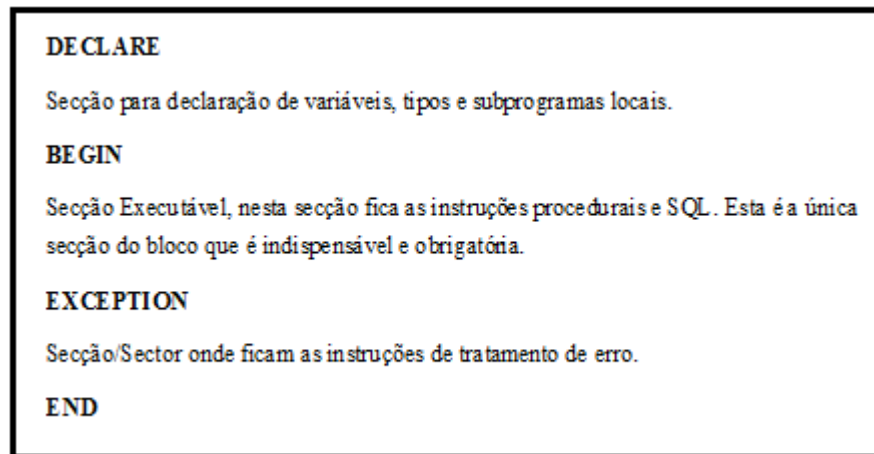 DECLARE
Secção para declaração de variáveis, tipos e subprogramas locais.
BEGIN
Secção Executável, nesta secção fica as instruções procedurais e SQL. Esta é a única
secção do bloco que é indispensável e obrigatória.
EXCEPTION
Secção/Sector onde ficam as instruções de tratamento de erro.
END